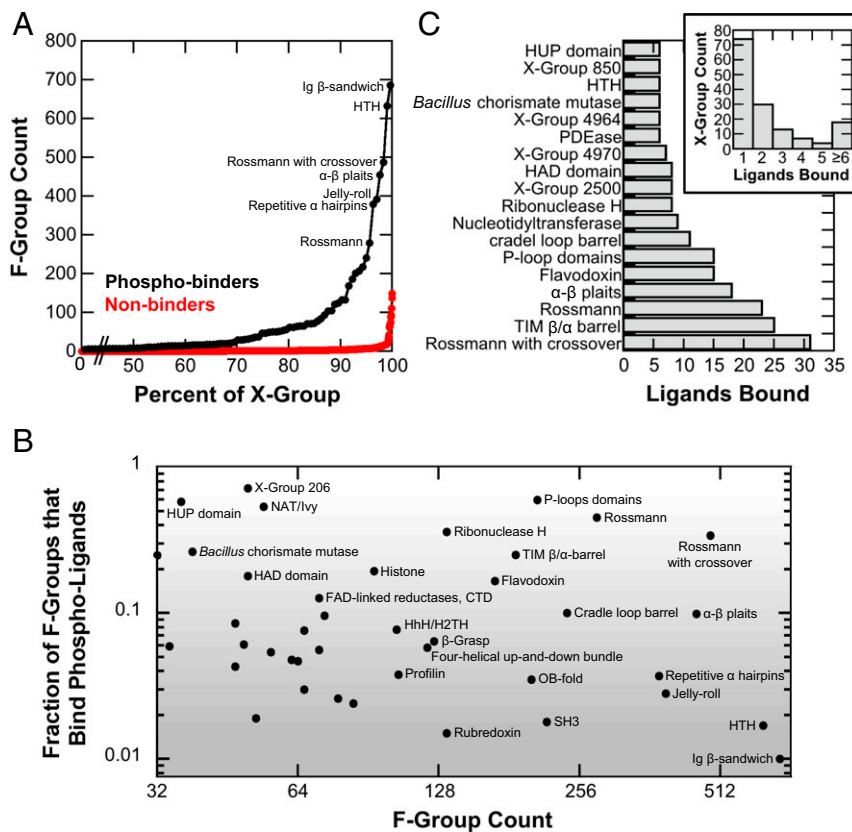 A
800
700
600
500
400
300
200
100
0
F-Group Count
Ig β-sandwich
HTH
Rossmann with crossover
α-β plaits
Jelly-roll
Repetitive α hairpins
Rossmann
Phospho-binders
Non-binders
0
50
60
70
80
90
100
Percent of X-Group
C
HUP domain
X-Group 850
HTH
Bacillus chorismate mutase
X-Group 4964
PDEase
X-Group 4970
HAD domain
X-Group 2500
Ribonuclease H
Nucleotidyltransferase
cradel loop barrel
P-loop domains
Flavodoxin
α-β plaits
Rossmann
TIM β/α barrel
Rossmann with crossover
0
5
10
15
20
25
30
35
Ligands Bound
80
70
60
50
40
30
20
10
0
X-Group Count
1
2
3
4
5
≥6
Ligands Bound
B
1
0.1
0.01
Fraction of F-Groups that
Bind Phospho-Ligands
X-Group 206
HUP domain
NAT/Ivy
P-loops domains
Rossmann
Ribonuclease H
Rossmann
with crossover
Bacillus chorismate mutase
TIM β/α-barrel
HAD domain
Histone
Flavodoxin
FAD-linked reductases, CTD
Cradle loop barrel
α-β plaits
HhH/H2TH
β-Grasp
Four-helical up-and-down bundle
Profilin
OB-fold
Repetitive α hairpins
Jelly-roll
Rubredoxin
SH3
HTH
Ig β-sandwich
32
64
128
256
512
F-Group Count